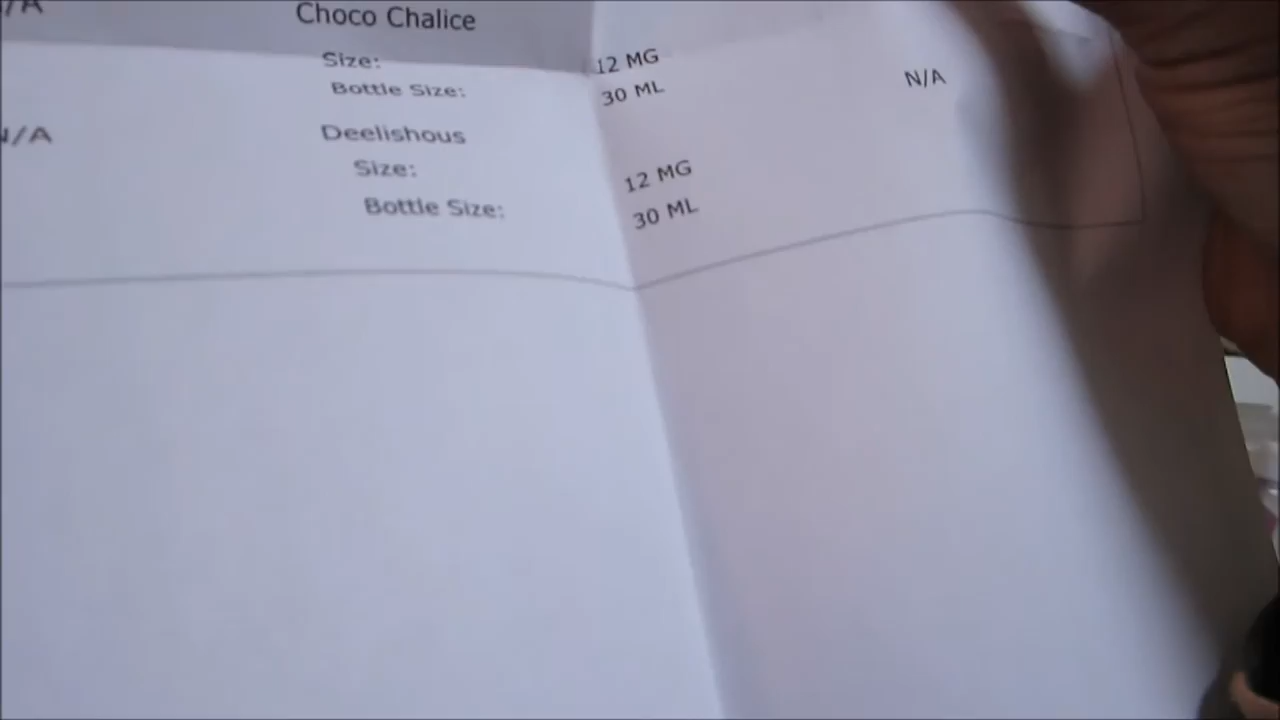 Choco Chalice
Size: 12 MG
Bottle Size: 30 ML
N/A
N/A
Deelishous
Size: 12 MG
Bottle Size: 30 ML